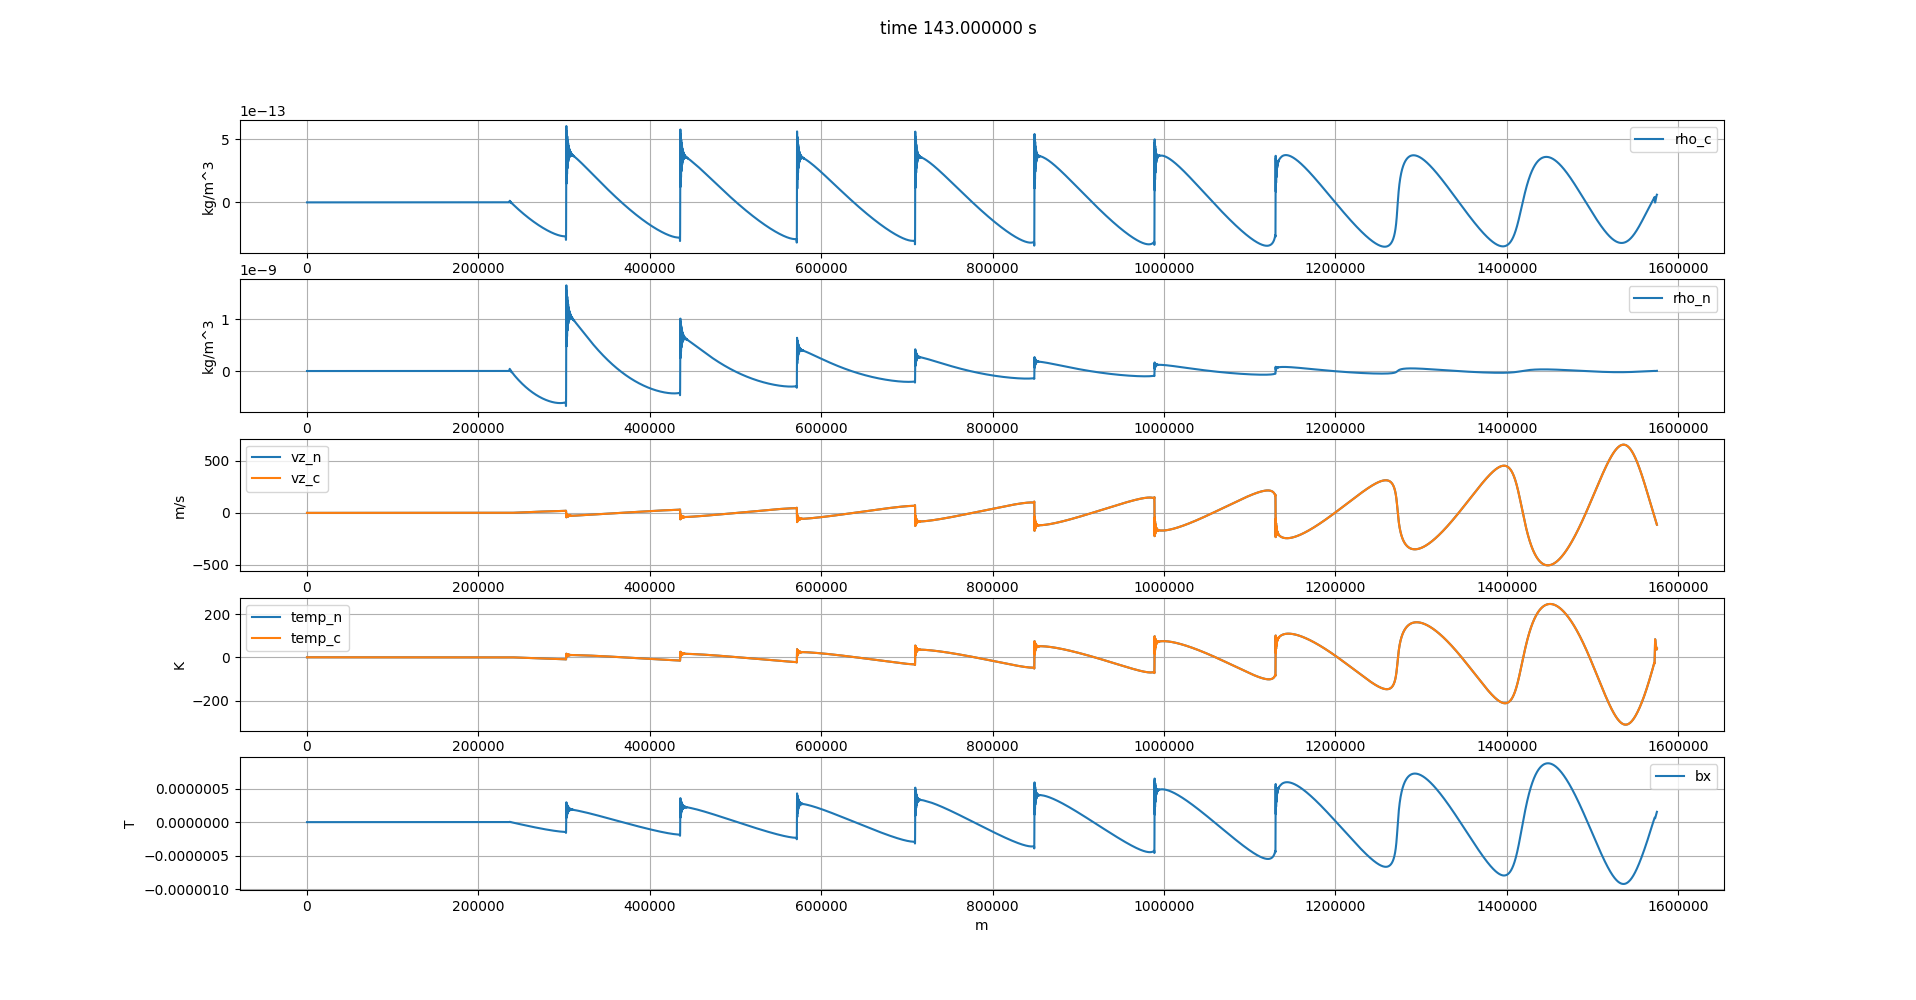 time 143.000000 s
1e−13
5
0
kg/m^3
rho_c
0 200000 400000 600000 800000 1000000 1200000 1400000 1600000
1e−9
1
0
kg/m^3
rho_n
0 200000 400000 600000 800000 1000000 1200000 1400000 1600000
500
0
−500
m/s
vz_n
vz_c
0 200000 400000 600000 800000 1000000 1200000 1400000 1600000
200
0
−200
K
temp_n
temp_c
0 200000 400000 600000 800000 1000000 1200000 1400000 1600000
0.0000005
0.0000000
−0.0000005
−0.0000010
T
bx
0 200000 400000 600000 800000 1000000 1200000 1400000 1600000
m